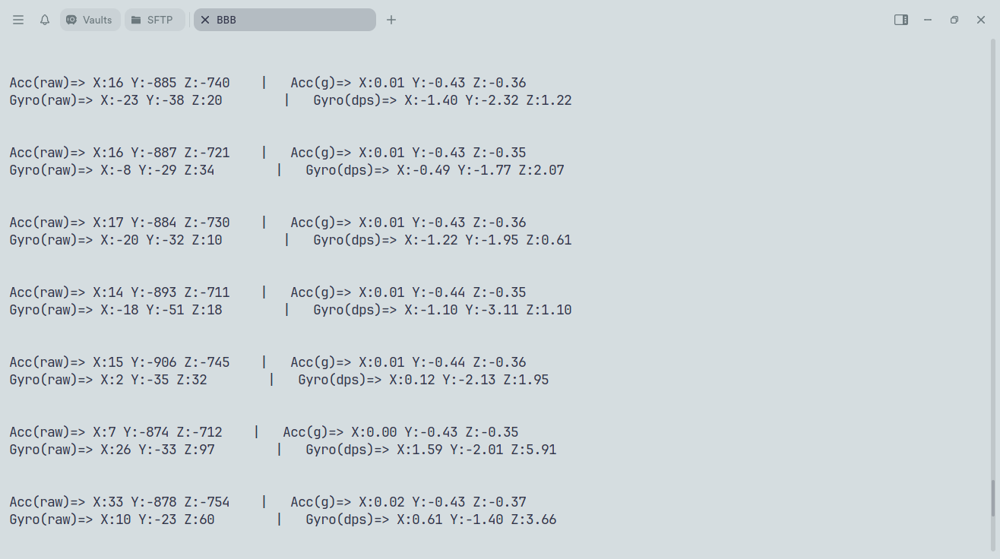 Vaults SFTP BBB
Acc(raw)=> X:16 Y:-885 Z:-740 | Acc(g)=> X:0.01 Y:-0.43 Z:-0.36
Gyro(raw)=> X:-23 Y:-38 Z:20 | Gyro(dps)=> X:-1.40 Y:-2.32 Z:1.22
Acc(raw)=> X:16 Y:-887 Z:-721 | Acc(g)=> X:0.01 Y:-0.43 Z:-0.35
Gyro(raw)=> X:-8 Y:-29 Z:34 | Gyro(dps)=> X:-0.49 Y:-1.77 Z:2.07
Acc(raw)=> X:17 Y:-884 Z:-730 | Acc(g)=> X:0.01 Y:-0.43 Z:-0.36
Gyro(raw)=> X:-20 Y:-32 Z:10 | Gyro(dps)=> X:-1.22 Y:-1.95 Z:0.61
Acc(raw)=> X:14 Y:-893 Z:-711 | Acc(g)=> X:0.01 Y:-0.44 Z:-0.35
Gyro(raw)=> X:-18 Y:-51 Z:18 | Gyro(dps)=> X:-1.10 Y:-3.11 Z:1.10
Acc(raw)=> X:15 Y:-906 Z:-745 | Acc(g)=> X:0.01 Y:-0.44 Z:-0.36
Gyro(raw)=> X:2 Y:-35 Z:32 | Gyro(dps)=> X:0.12 Y:-2.13 Z:1.95
Acc(raw)=> X:7 Y:-874 Z:-712 | Acc(g)=> X:0.00 Y:-0.43 Z:-0.35
Gyro(raw)=> X:26 Y:-33 Z:97 | Gyro(dps)=> X:1.59 Y:-2.01 Z:5.91
Acc(raw)=> X:33 Y:-878 Z:-754 | Acc(g)=> X:0.02 Y:-0.43 Z:-0.37
Gyro(raw)=> X:10 Y:-23 Z:60 | Gyro(dps)=> X:0.61 Y:-1.40 Z:3.66